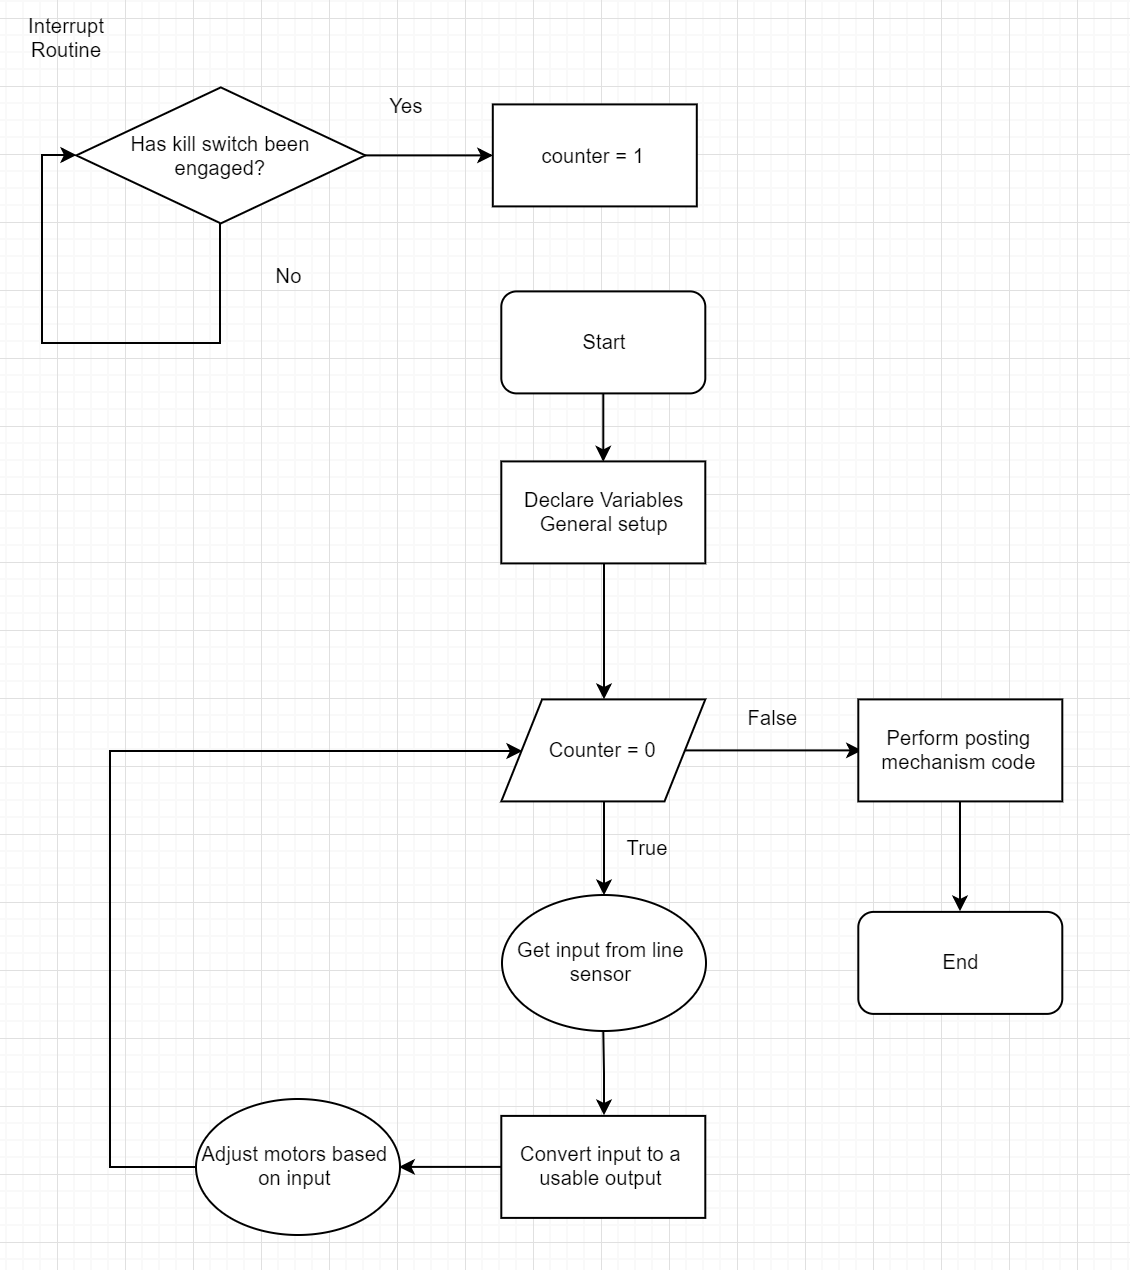 Interrupt
Routine
Has kill switch been
engaged?
Yes
counter = 1
No
Start
Declare Variables
General setup
Counter = 0
False
Perform posting
mechanism code
True
Get input from line
sensor
End
Convert input to a
usable output
Adjust motors based
on input